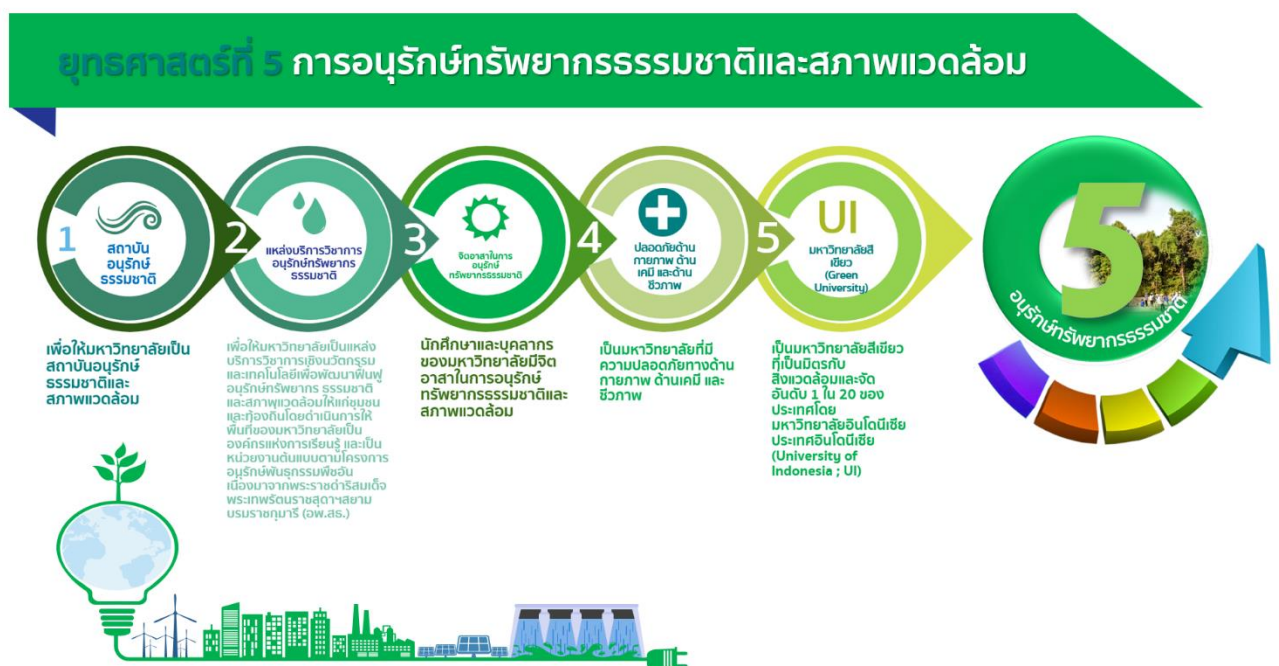 ยุทธศาสตร์ที่ 5 การอนุรักษ์ทรัพยากรธรรมชาติและสภาพแวดล้อม
1
สถาบัน
อนุรักษ์
ธรรมชาติ
เพื่อให้มหาวิทยาลัยเป็น
สถาบันอนุรักษ์
ธรรมชาติและ
สภาพแวดล้อม
2
แหล่งบริการวิชาการ
อนุรักษ์ทรัพยากร
ธรรมชาติ
เพื่อให้มหาวิทยาลัยเป็นแหล่ง
บริการวิชาการเชิงนวัตกรรม
และเทคโนโลยีเพื่อพัฒนาฟื้นฟู
อนุรักษ์ทรัพยากร ธรรมชาติ
และสภาพแวดล้อมให้แก่ชุมชน
และท้องถิ่นโดยดำเนินการให้
พื้นที่ของมหาวิทยาลัยเป็น
องค์กรแห่งการเรียนรู้ และเป็น
หน่วยงานต้นแบบตามโครงการ
อนุรักษ์พันธุกรรมพืชอัน
เนื่องมาจากพระราชดำริสมเด็จ
พระเทพรัตนราชสุดาฯสยาม
บรมราชกุมารี (อพ.สธ.)
3
จิตอาสาในการ
อนุรักษ์
ทรัพยากรธรรมชาติ
นักศึกษาและบุคลากร
ของมหาวิทยาลัยมีจิต
อาสาในการอนุรักษ์
ทรัพยากรธรรมชาติและ
สภาพแวดล้อม
4
ปลอดภัยด้าน
กายภาพ ด้าน
เคมี และด้าน
ชีวภาพ
เป็นมหาวิทยาลัยที่มี
ความปลอดภัยทางด้าน
กายภาพ ด้านเคมี และ
ชีวภาพ
5
UI
มหาวิทยาลัยสี
เขียว
(Green
University)
เป็นมหาวิทยาลัยสีเขียว
ที่เป็นมิตรกับ
สิ่งแวดล้อมและจัด
อันดับ 1 ใน 20 ของ
ประเทศโดย
มหาวิทยาลัยอินโดนีเซีย
ประเทศอินโดนีเซีย
(University of
Indonesia ; UI)
5
อนุรักษ์ทรัพยากรธรรมชาติ